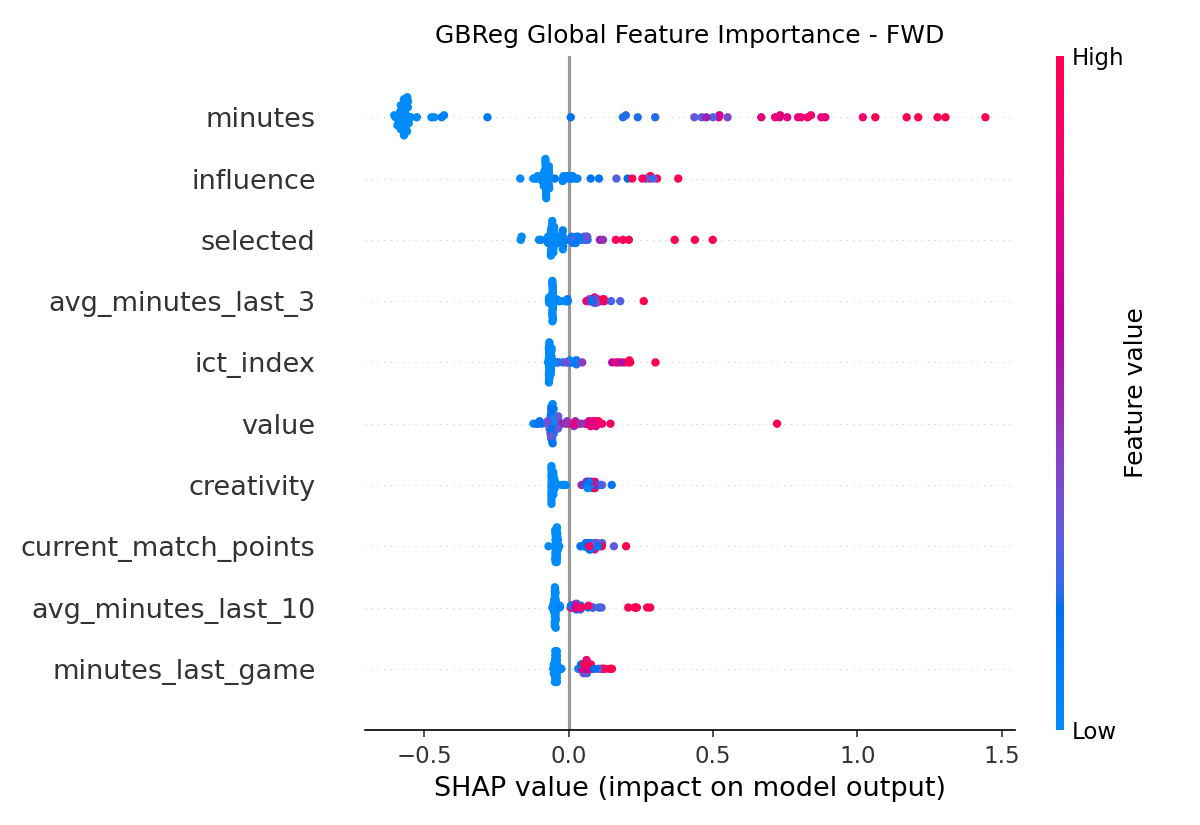 GBReg Global Feature Importance - FWD
High
minutes
influence
selected
avg_minutes_last_3
ict_index
value
creativity
current_match_points
avg_minutes_last_10
minutes_last_game
Feature value
Low
−0.5
0.0
0.5
1.0
1.5
SHAP value (impact on model output)